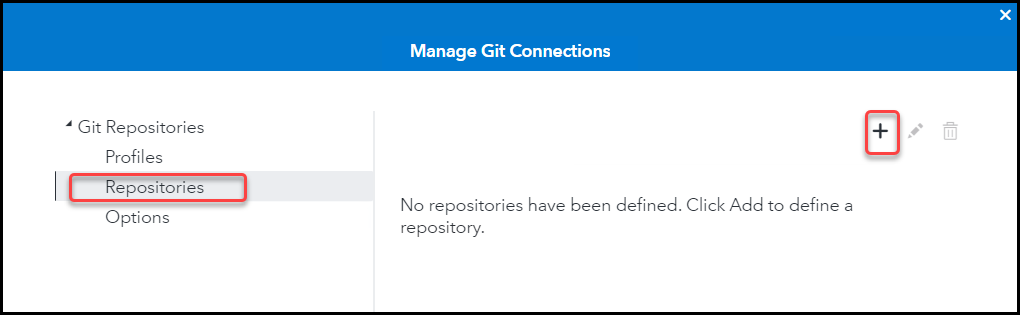 Manage Git Connections
Git Repositories
Profiles
Repositories
Options
No repositories have been defined. Click Add to define a
repository.